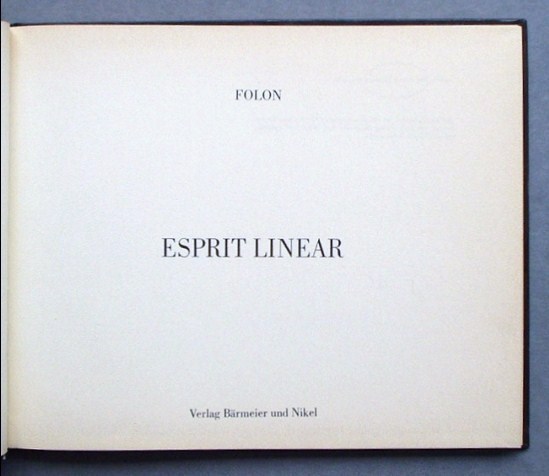 FOLON
ESPRIT LINEAR
Verlag Bärmeier und Nikel